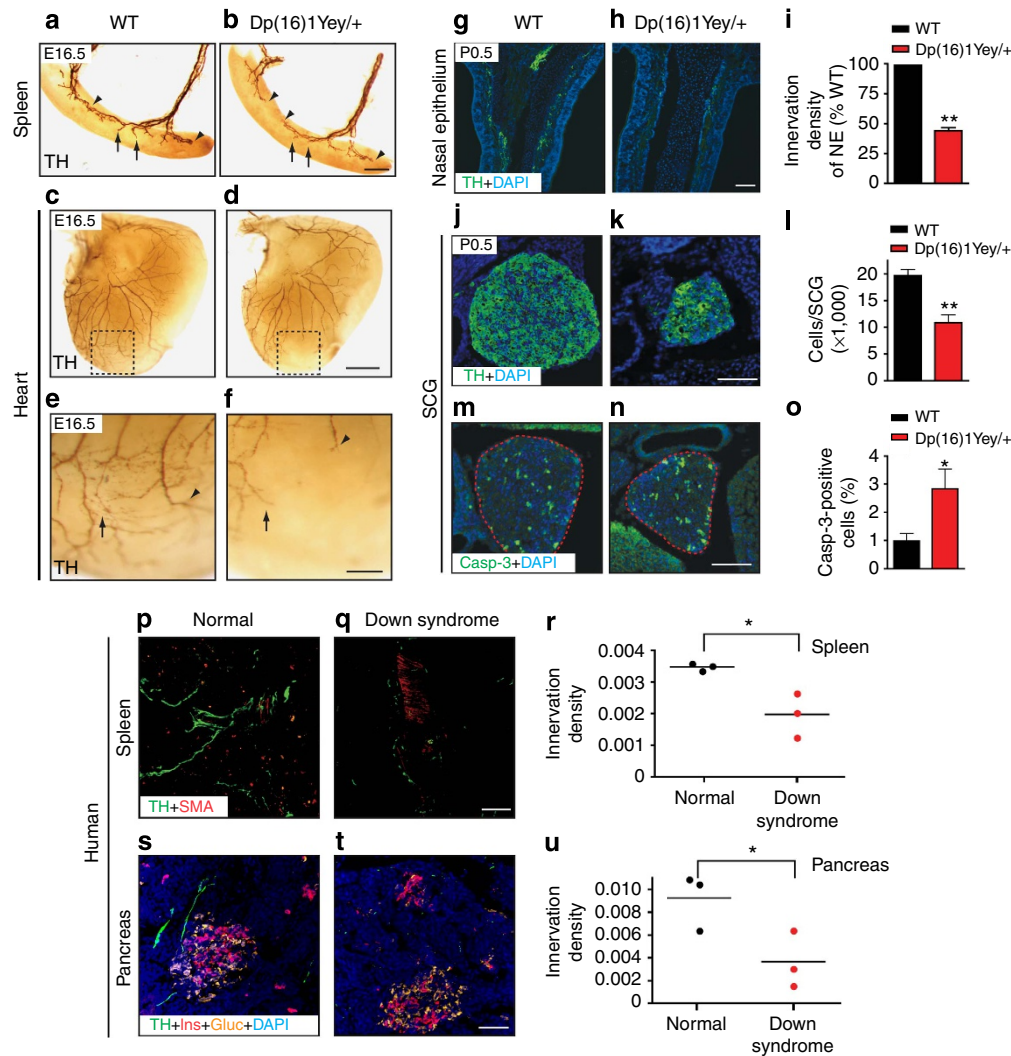 a WT
b Dp(16)1Yey/+
Spleen
E16.5
TH
Heart
c
E16.5
TH
d
e
E16.5
TH
f
g WT
h Dp(16)1Yey/+
Nasal epithelium
P0.5
TH+DAPI
i
WT
Dp(16)1Yey/+
Innervation
density
of NE (% WT)
100
75
50
25
0
**
SCG
j
P0.5
TH+DAPI
k
l
WT
Dp(16)1Yey/+
Cells/SCG
(×1,000)
20
15
10
5
0
**
m
Casp-3+DAPI
n
o
WT
Dp(16)1Yey/+
Casp-3-positive
cells (%)
4
3
2
1
0
*
Human
p Normal
q Down syndrome
Spleen
TH+SMA
r
Spleen
*
Innervation
density
0.004
0.003
0.002
0.001
0
Normal
Down
syndrome
s
t
Pancreas
TH+Ins+Gluc+DAPI
u
Pancreas
*
Innervation
density
0.010
0.008
0.006
0.004
0.002
0
Normal
Down
syndrome